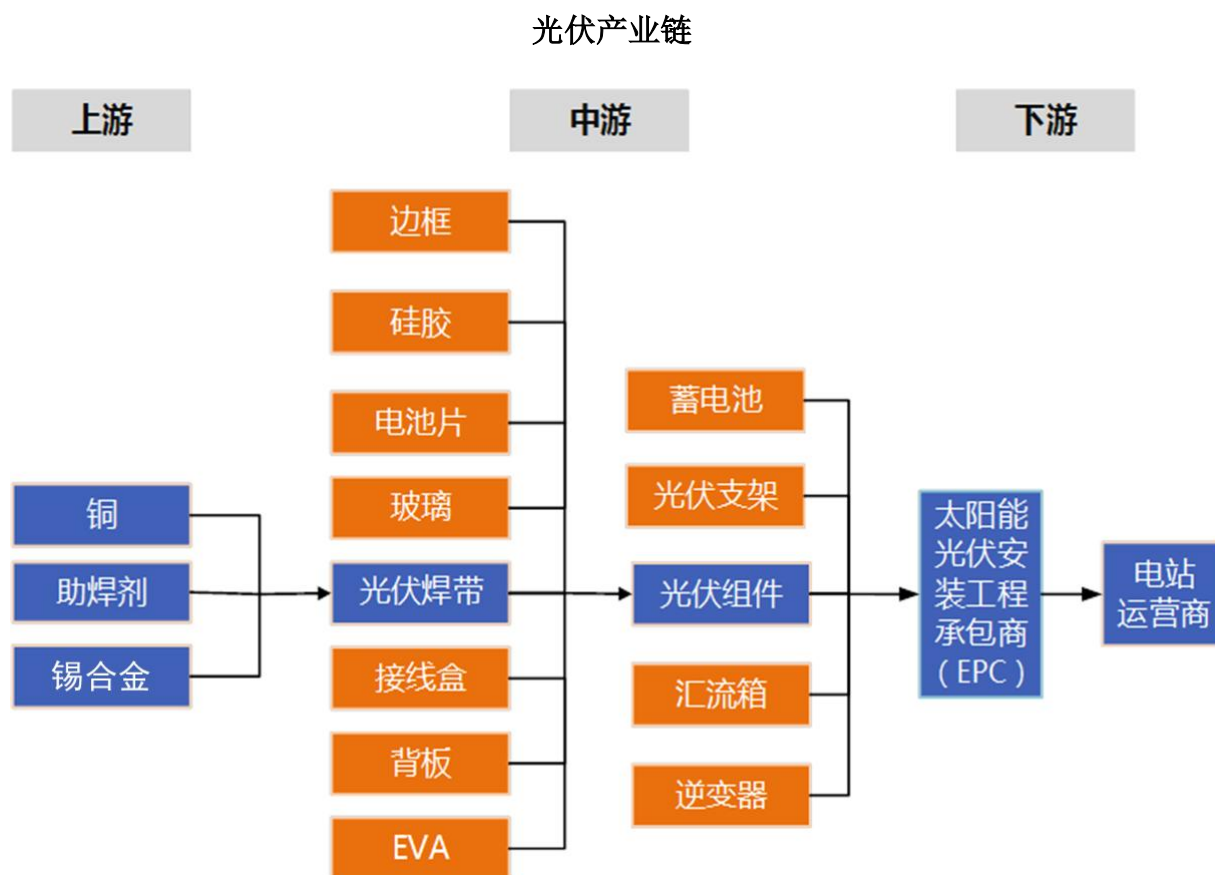 光伏产业链
上游
中游
下游
铜
助焊剂
锡合金
边框
硅胶
电池片
玻璃
光伏焊带
接线盒
背板
EVA
蓄电池
光伏支架
光伏组件
汇流箱
逆变器
太阳能
光伏安
装工程
承包商
（EPC）
电站
运营商